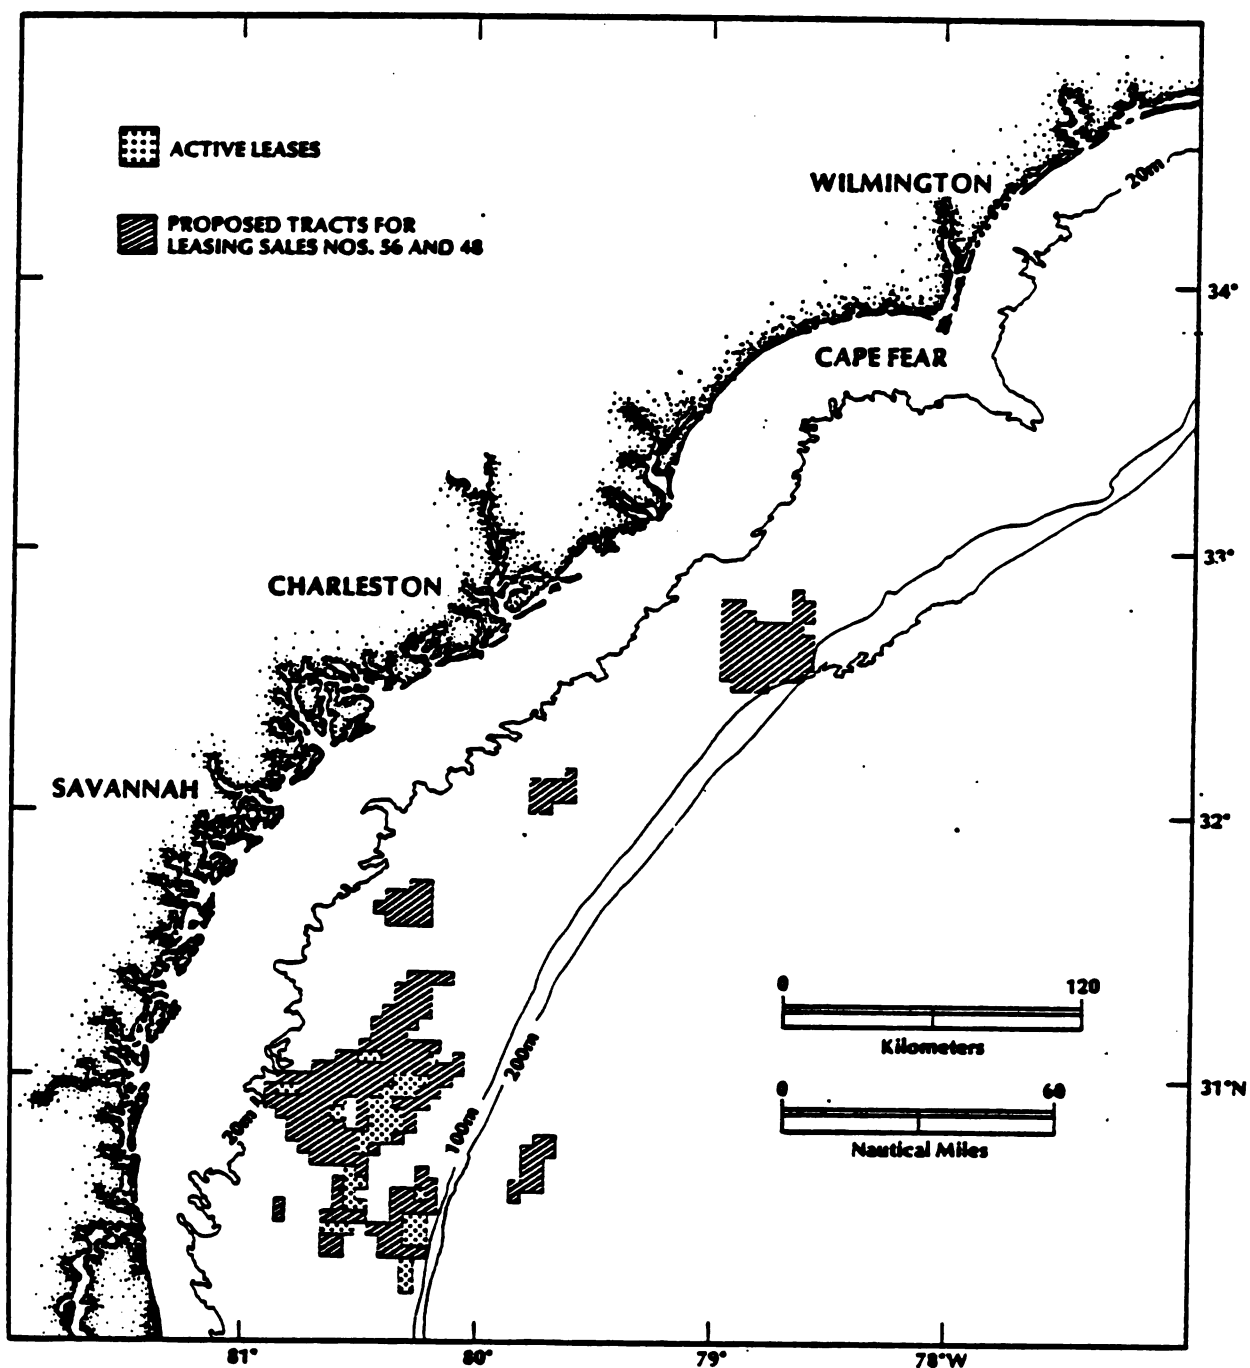 ACTIVE LEASES
PROPOSED TRACTS FOR
LEASING SALES NOS. 56 AND 48
WILMINGTON
20m
34°
CAPE FEAR
33°
CHARLESTON
SAVANNAH
32°
0 120
Kilometers
200m
31°N
0 60
20m
100m
Nautical Miles
81° 80° 79° 78°W